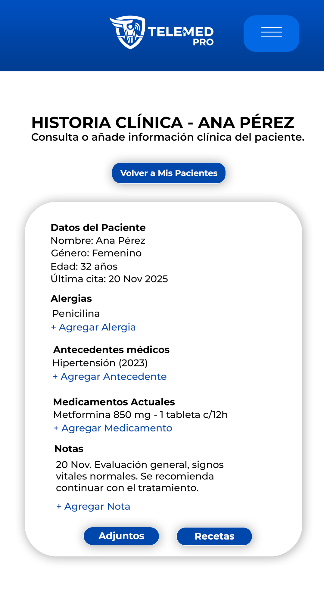 TELEMED
PRO
HISTORIA CLÍNICA - ANA PÉREZ
Consulta o añade información clínica del paciente.
Volver a Mis Pacientes
Datos del Paciente
Nombre: Ana Pérez
Género: Femenino
Edad: 32 años
Última cita: 20 Nov 2025
Alergias
Penicilina
+ Agregar Alergia
Antecedentes médicos
Hipertensión (2023)
+ Agregar Antecedente
Medicamentos Actuales
Metformina 850 mg - 1 tableta c/12h
+ Agregar Medicamento
Notas
20 Nov. Evaluación general, signos
vitales normales. Se recomienda
continuar con el tratamiento.
+ Agregar Nota
Adjuntos
Recetas